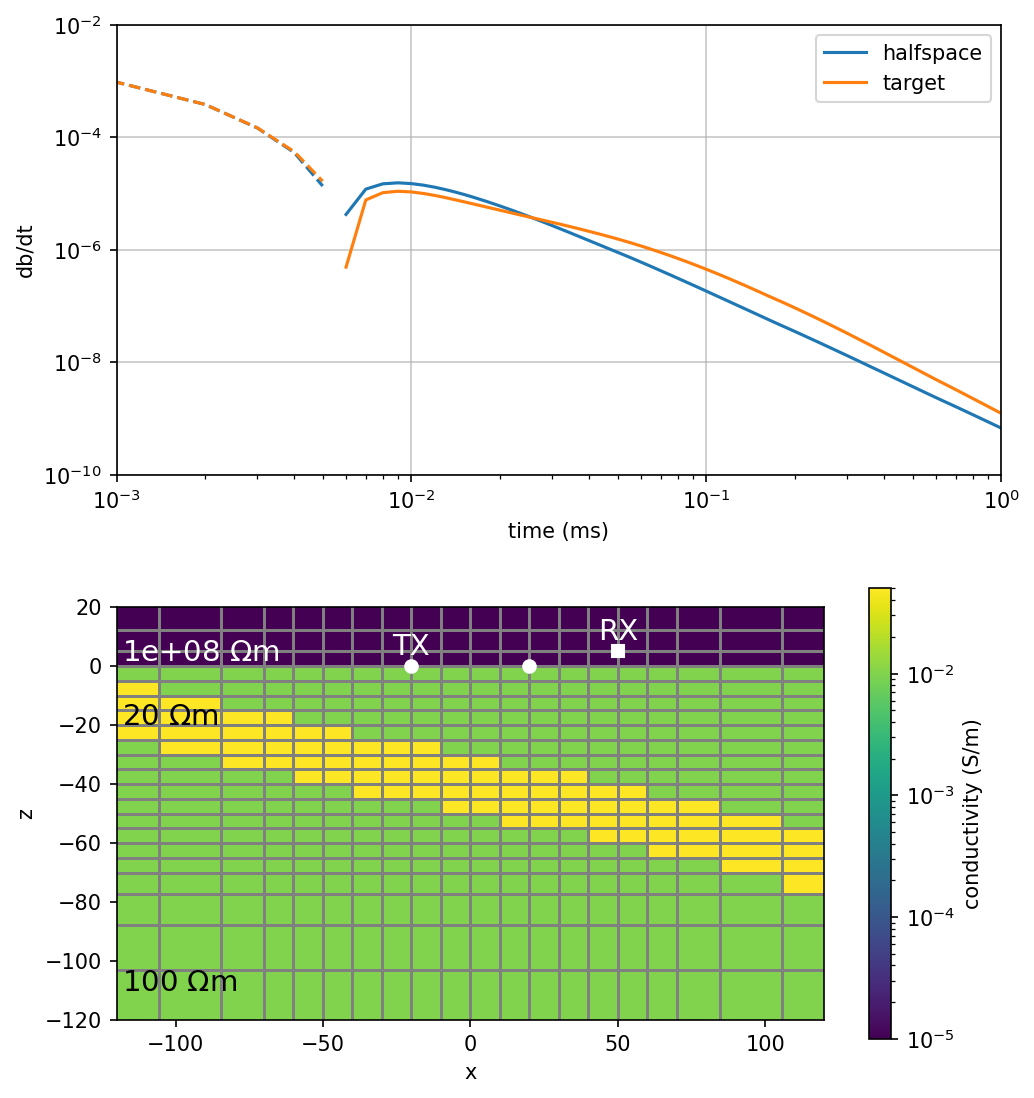 10⁻²
halfspace
target
10⁻⁴
db/dt
10⁻⁶
10⁻⁸
10⁻¹⁰
10⁻³ 10⁻² 10⁻¹ 10⁰
time (ms)
20
TX RX
1e+08 Ωm
0
10⁻²
20 Ωm
−20
−40
10⁻³
z
conductivity (S/m)
−60
−80
10⁻⁴
−100
100 Ωm
−120
10⁻⁵
−100 −50 0 50 100
x